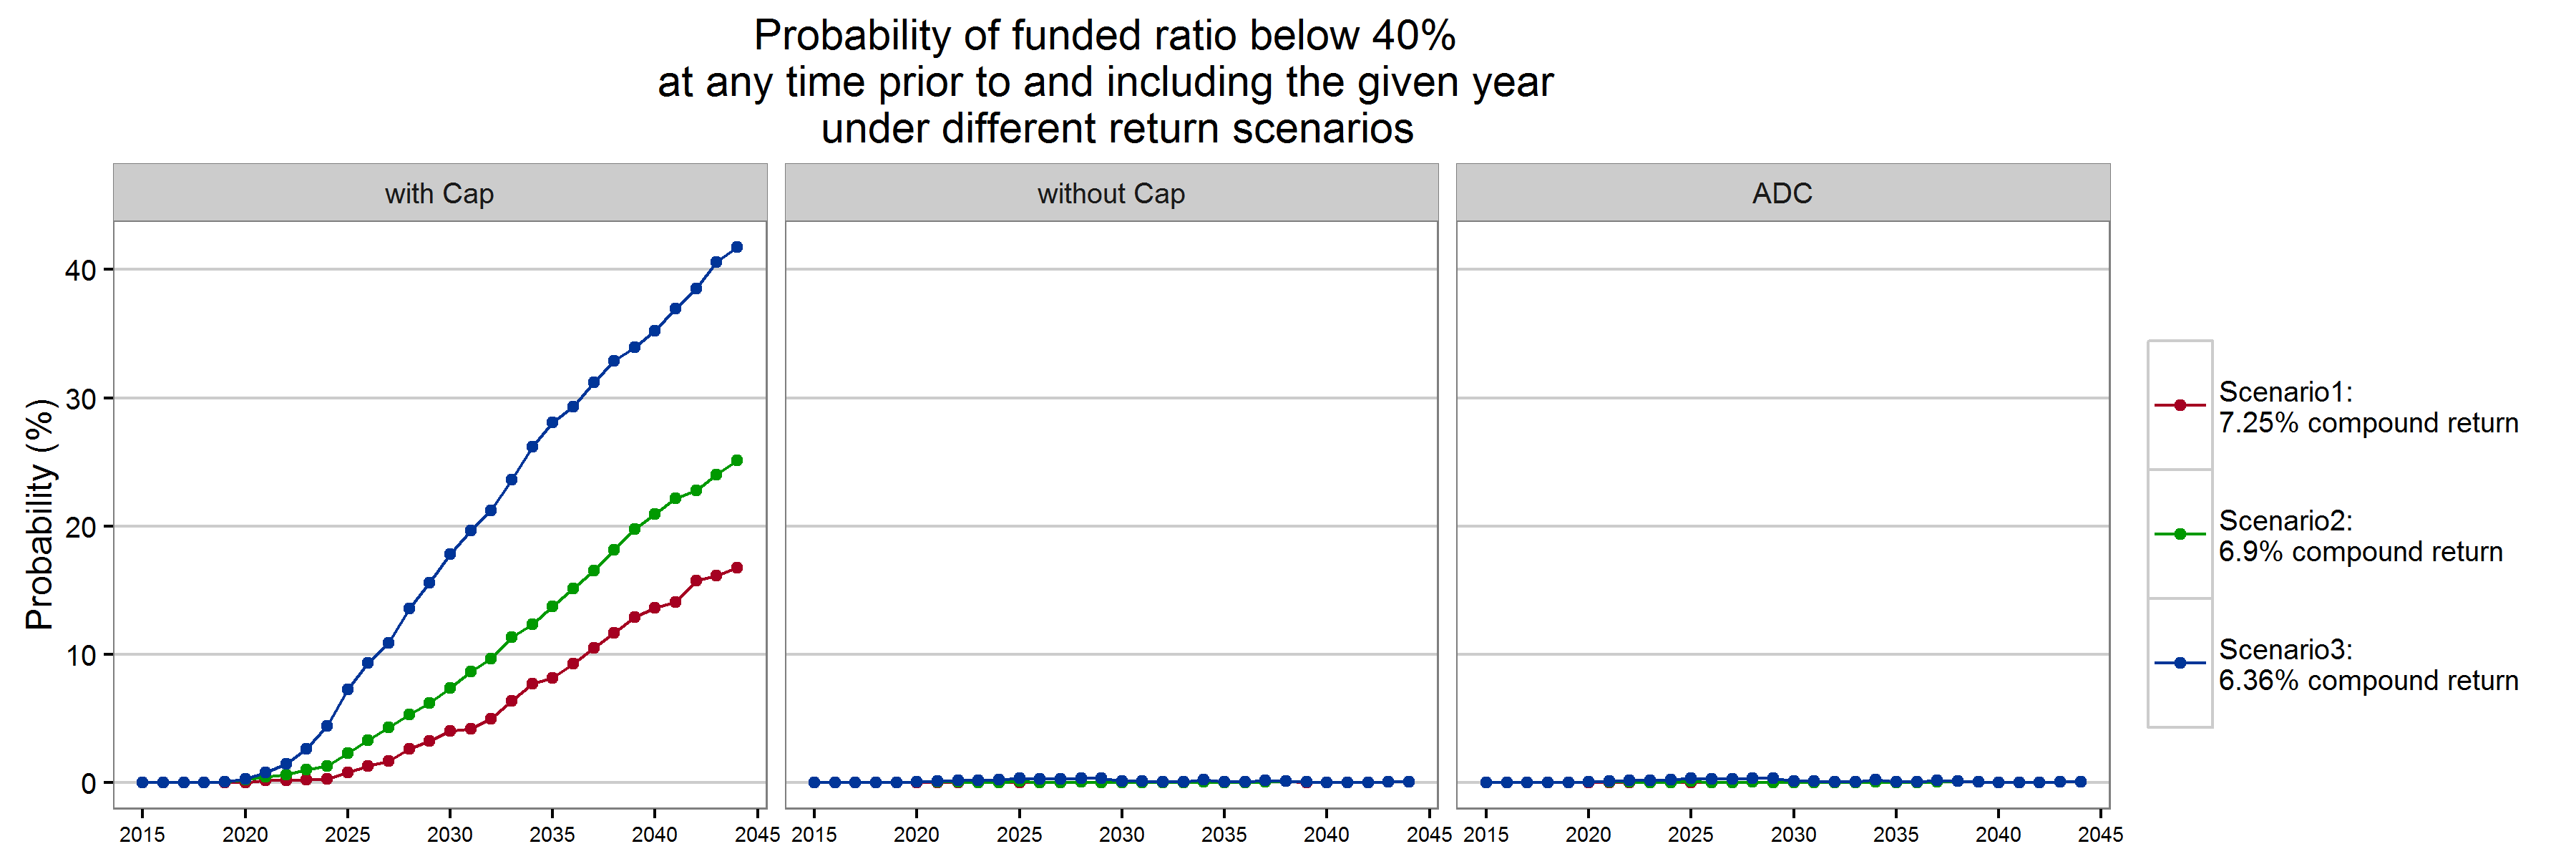 Probability of funded ratio below 40%
at any time prior to and including the given year
under different return scenarios
with Cap
without Cap
ADC
Probability (%)
40
30
20
10
0
2015 2020 2025 2030 2035 2040 2045
2015 2020 2025 2030 2035 2040 2045
2015 2020 2025 2030 2035 2040 2045
Scenario1:
7.25% compound return
Scenario2:
6.9% compound return
Scenario3:
6.36% compound return